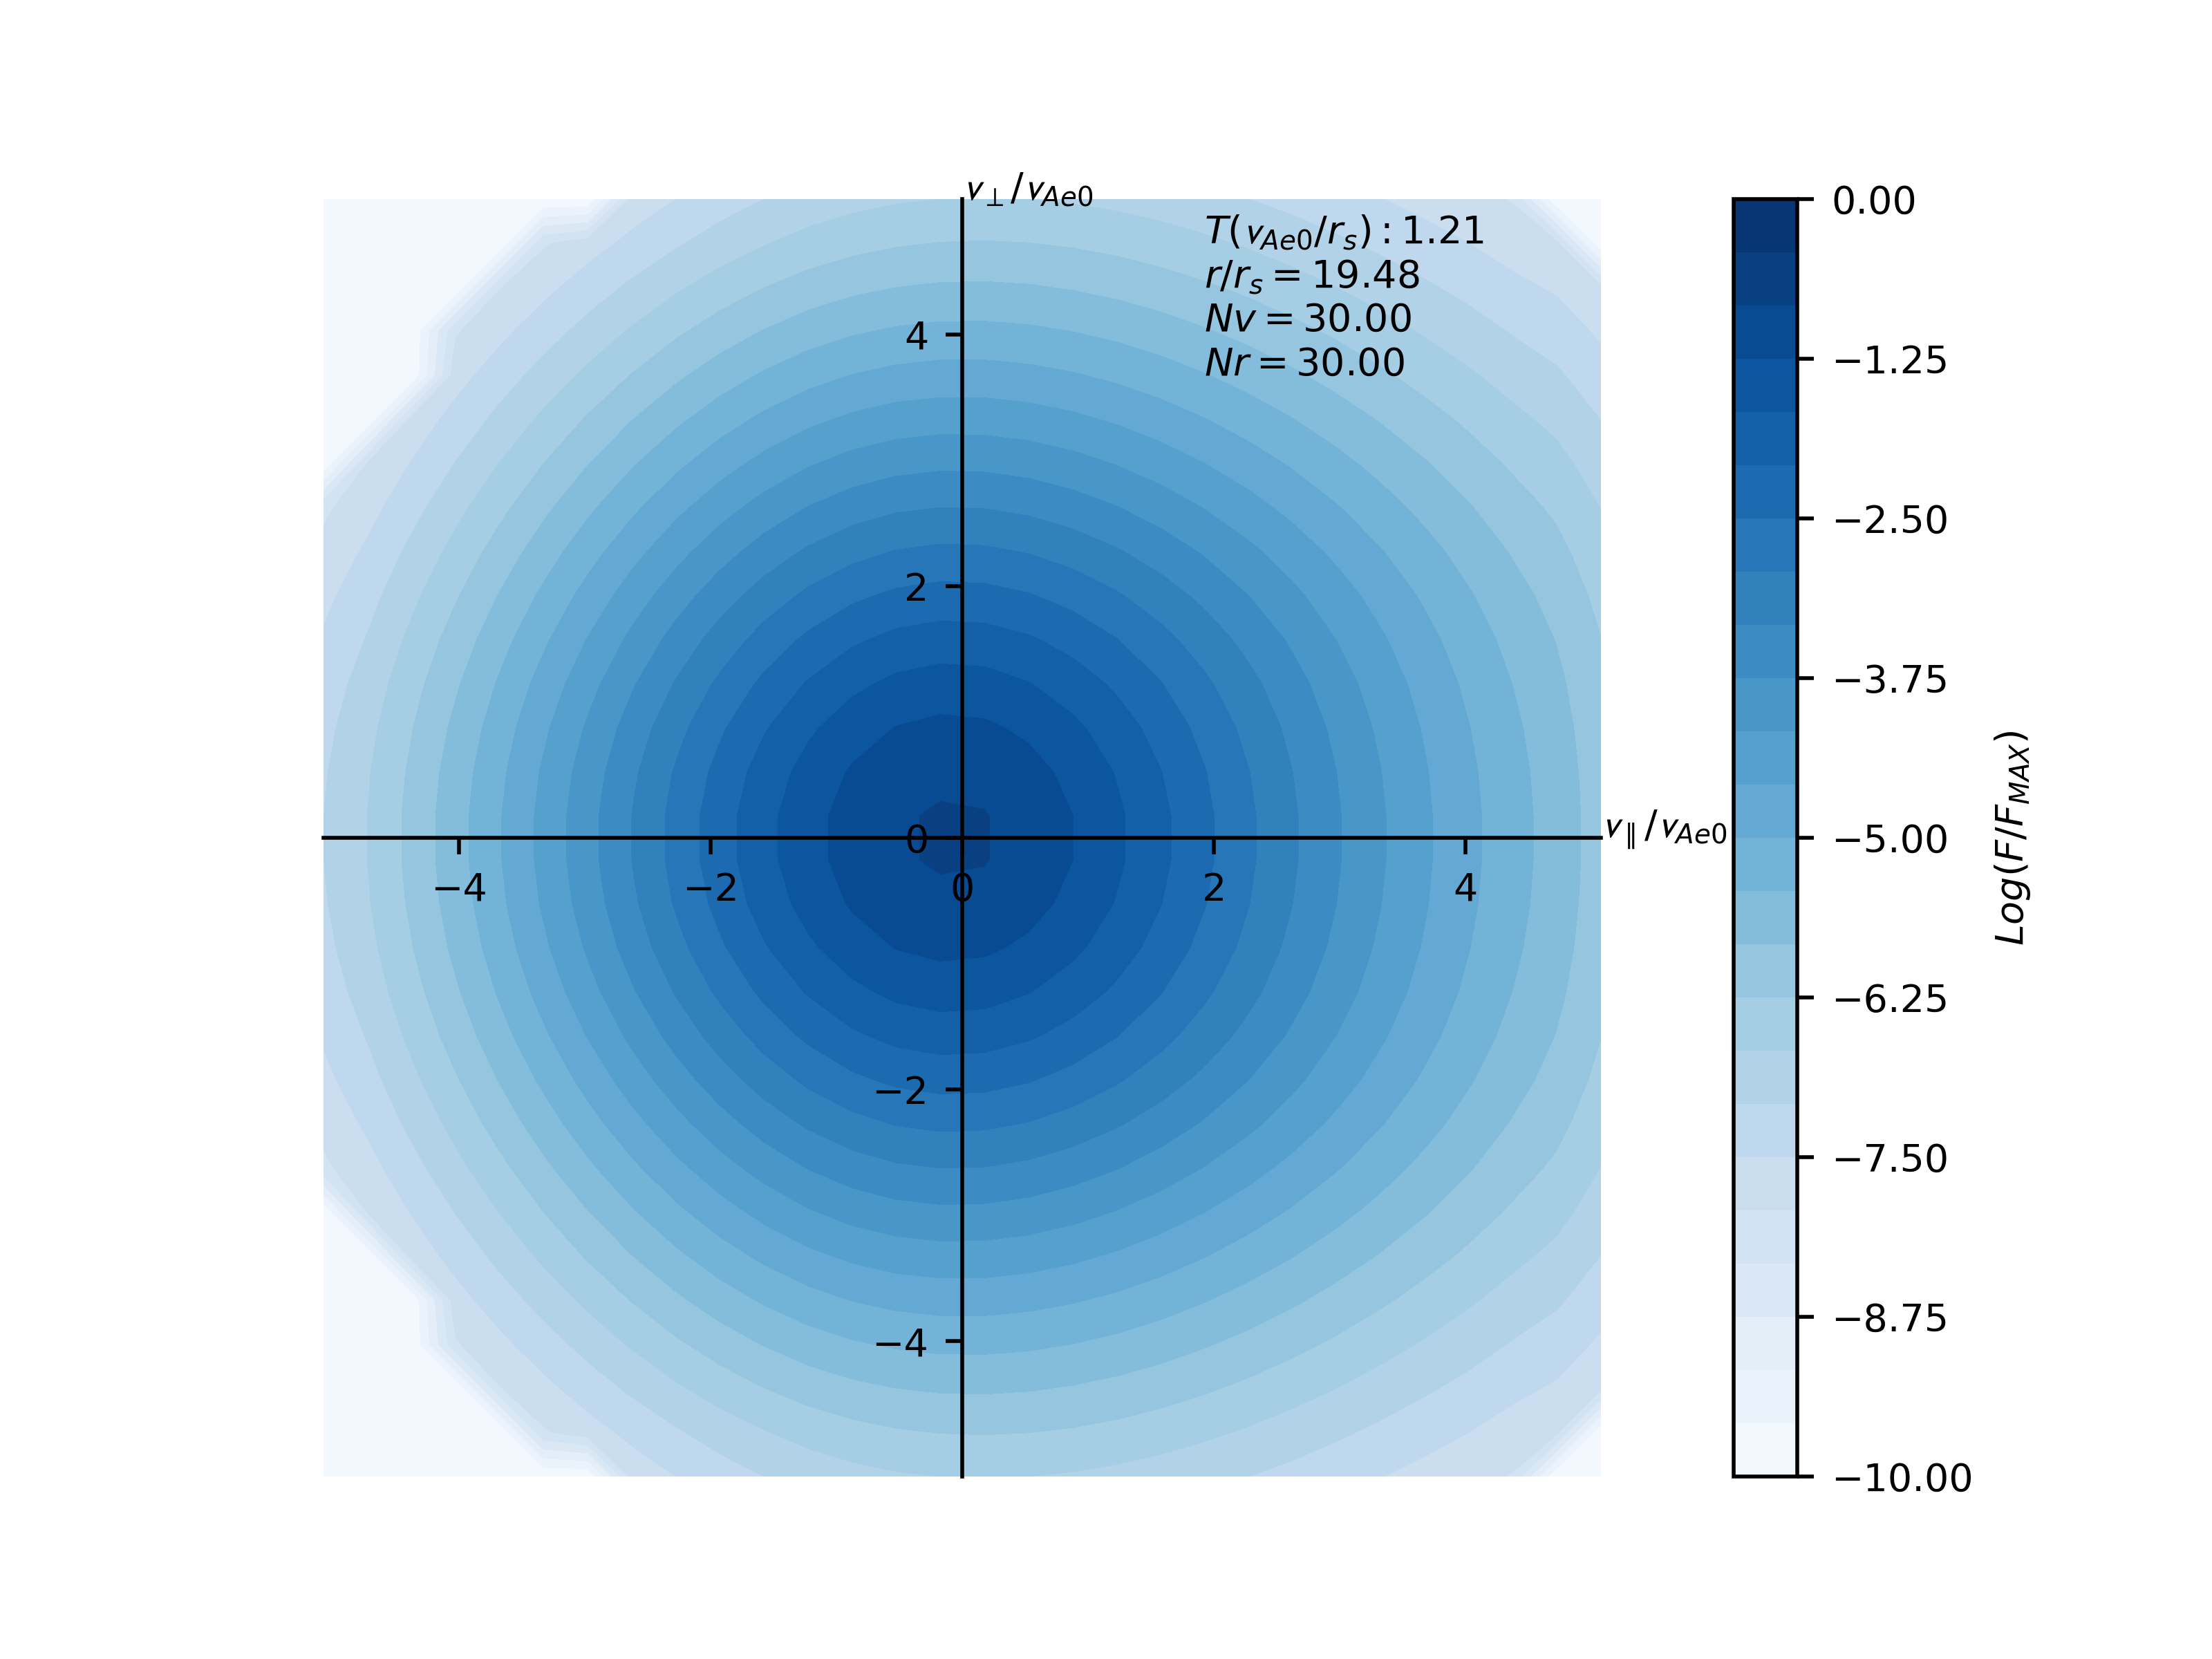 v⊥/vAe0
T(vAe0/rs) : 1.21
r/rs = 19.48
Nv = 30.00
Nr = 30.00
4
2
0
−2
−4
−4 −2 0 2 4
v∥/vAe0
0.00
−1.25
−2.50
−3.75
−5.00
−6.25
−7.50
−8.75
−10.00
Log(F/FMAX)